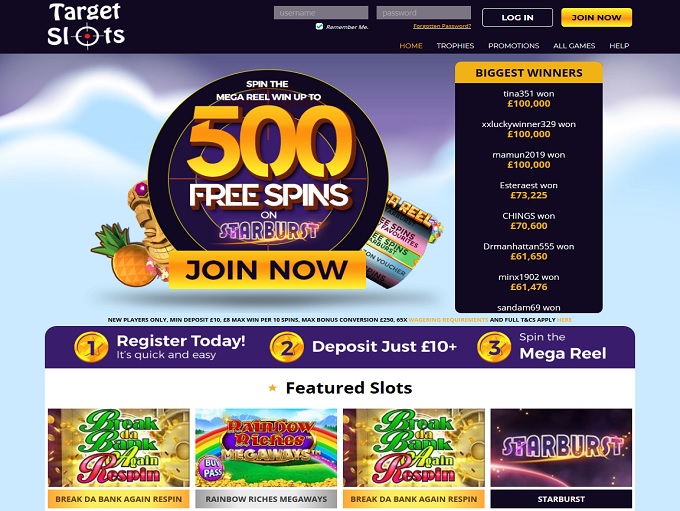 Target
Slots
username
password
LOG IN
JOIN NOW
Remember Me.
Forgotten Password?
HOME
TROPHIES
PROMOTIONS
ALL GAMES
HELP
SPIN THE
MEGA REEL WIN UP TO
500
FREE SPINS
ON
STARBURST
JOIN NOW
BIGGEST WINNERS
tina351 won
£100,000
xxluckywinner329 won
£100,000
mamun2019 won
£100,000
Esteraest won
£73,225
CHINGS won
£70,600
Drmanhattan555 won
£61,650
minx1902 won
£61,476
sandam69 won
NEW PLAYERS ONLY, MIN DEPOSIT £10, £8 MAX WIN PER 10 SPINS, MAX BONUS CONVERSION £250, 65X WAGERING REQUIREMENTS AND FULL T&CS APPLY HERE
1 Register Today!
It's quick and easy
2 Deposit Just £10+
3 Spin the
Mega Reel
Featured Slots
Break
da
Bank
Again
Respin
Rainbow
Riches
MEGAWAYS
BUY
PASS
Break
da
Bank
Again
Respin
STARBURST
BREAK DA BANK AGAIN RESPIN
RAINBOW RICHES MEGAWAYS
BREAK DA BANK AGAIN RESPIN
STARBURST